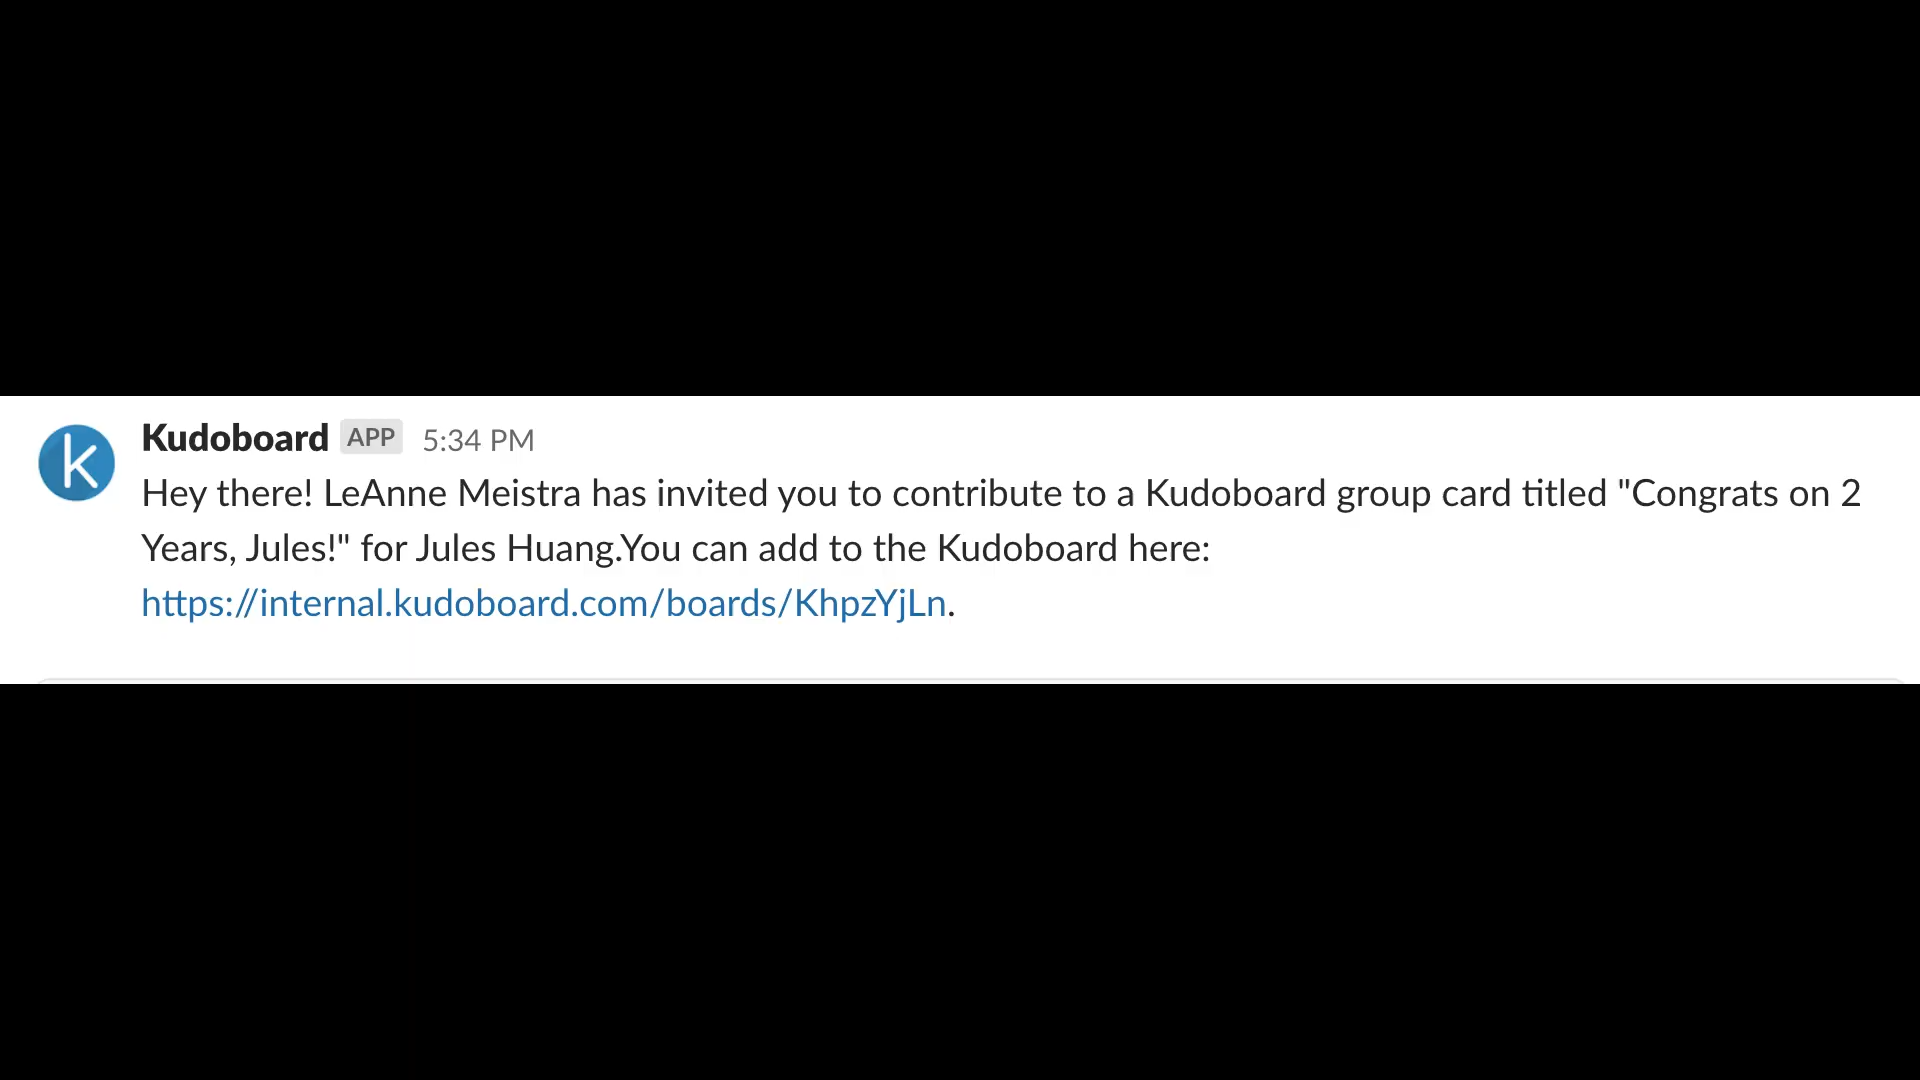 k
Kudoboard APP 5:34 PM
Hey there! LeAnne Meistra has invited you to contribute to a Kudoboard group card titled "Congrats on 2
Years, Jules!" for Jules Huang.You can add to the Kudoboard here:
https://internal.kudoboard.com/boards/KhpzYjLn.